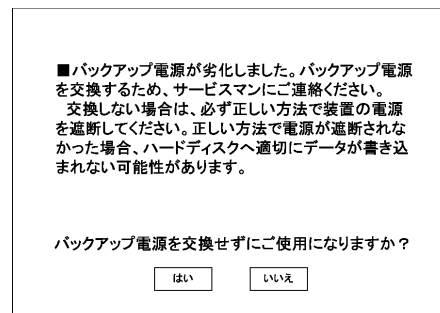 ■バックアップ電源が劣化しました。バックアップ電源
を交換するため、サービスマンにご連絡ください。
　交換しない場合は、必ず正しい方法で装置の電源
を遮断してください。正しい方法で電源が遮断されな
かった場合、ハードディスクへ適切にデータが書き込
まれない可能性があります。
バックアップ電源を交換せずにご使用になりますか？
はい
いいえ